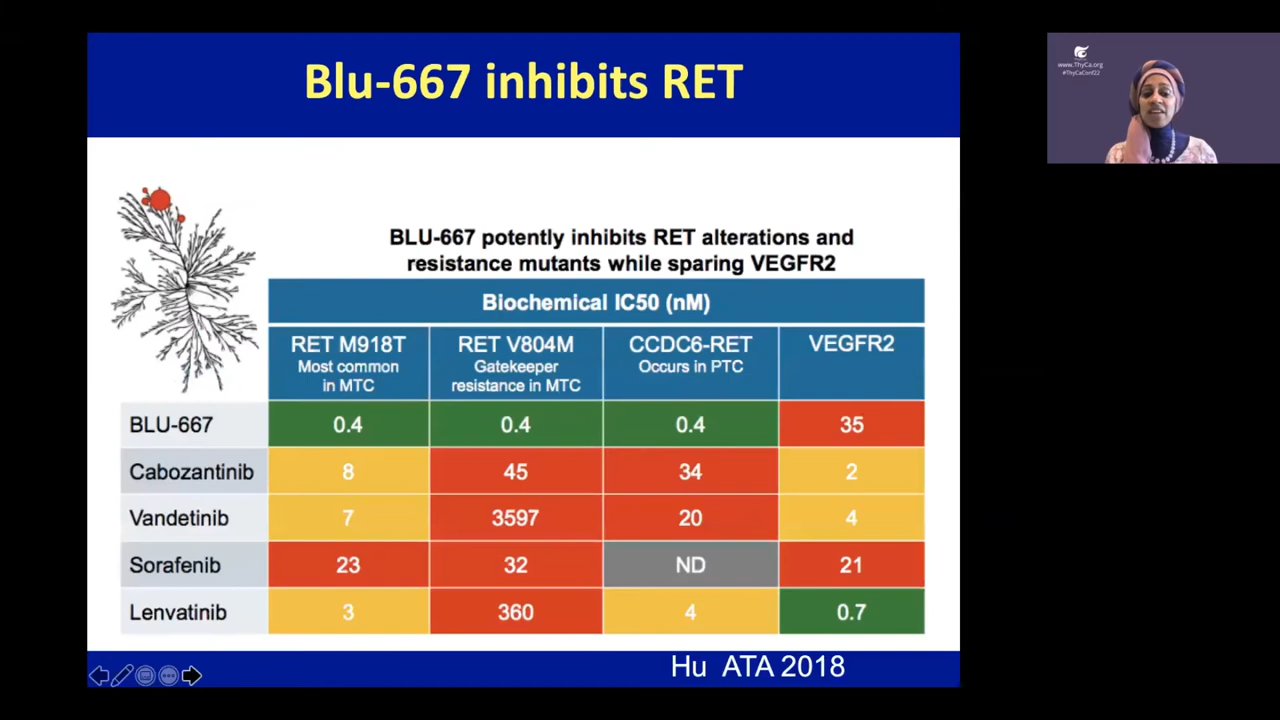 Blu-667 inhibits RET
www.ThyCa.org
#ThyCaConf22
BLU-667 potently inhibits RET alterations and
resistance mutants while sparing VEGFR2
Biochemical IC50 (nM)
RET M918T RET V804M CCDC6-RET VEGFR2
Most common Gatekeeper Occurs in PTC
in MTC resistance in MTC
BLU-667 0.4 0.4 0.4 35
Cabozantinib 8 45 34 2
Vandetinib 7 3597 20 4
Sorafenib 23 32 ND 21
Lenvatinib 3 360 4 0.7
Hu ATA 2018